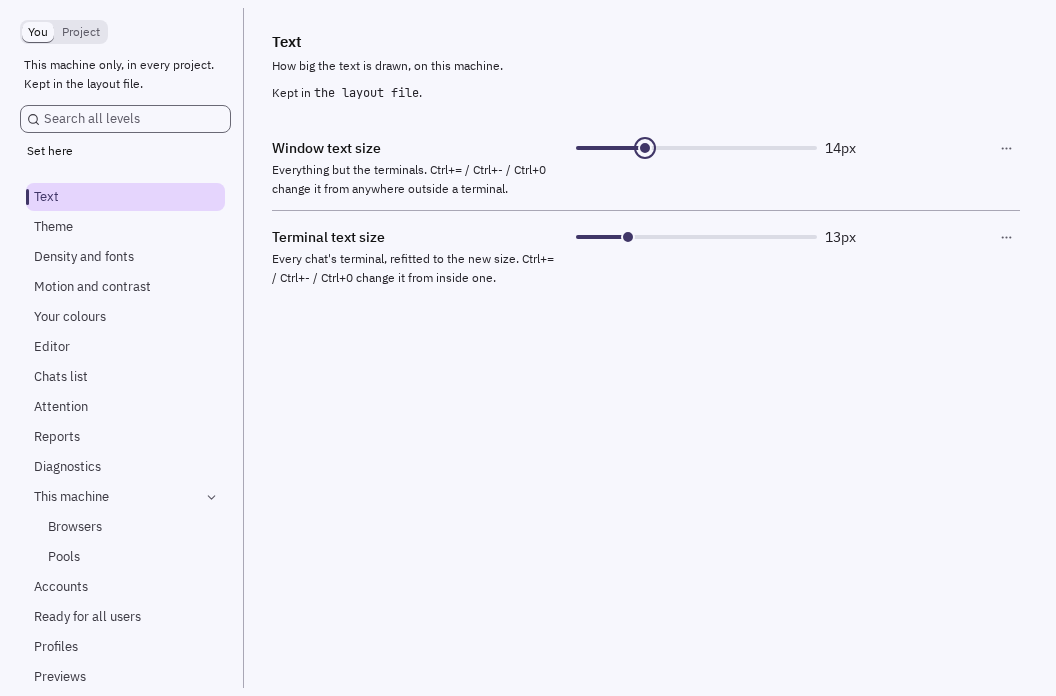 You Project
This machine only, in every project.
Kept in the layout file.
Search all levels
Set here
Text
Theme
Density and fonts
Motion and contrast
Your colours
Editor
Chats list
Attention
Reports
Diagnostics
This machine
Browsers
Pools
Accounts
Ready for all users
Profiles
Previews
Text
How big the text is drawn, on this machine.
Kept in the layout file.
Window text size
14px
Everything but the terminals. Ctrl+= / Ctrl+- / Ctrl+0
change it from anywhere outside a terminal.
Terminal text size
13px
Every chat's terminal, refitted to the new size. Ctrl+=
/ Ctrl+- / Ctrl+0 change it from inside one.